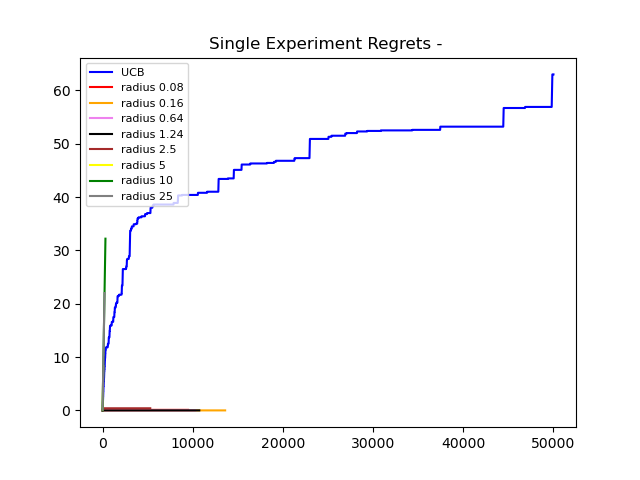 Single Experiment Regrets -
UCB
radius 0.08
radius 0.16
radius 0.64
radius 1.24
radius 2.5
radius 5
radius 10
radius 25
60
50
40
30
20
10
0
0 10000 20000 30000 40000 50000